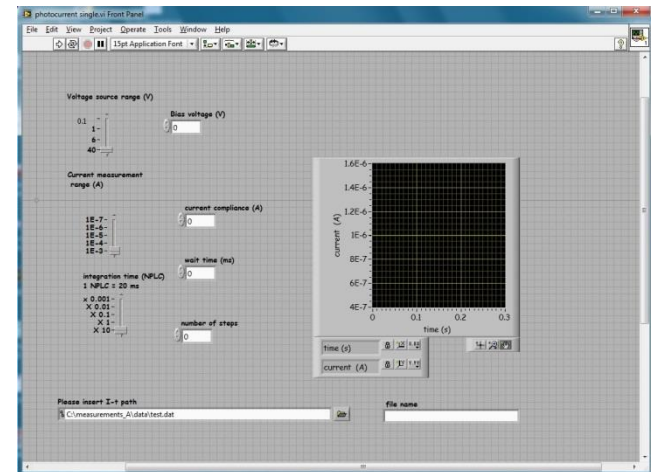 photocurrent single.vi Front Panel
File Edit View Project Operate Tools Window Help
15pt Application Font
Voltage source range (V)
0.1
1
6
40
Bias voltage (V)
0
Current measurement
range (A)
1E-7
1E-6
1E-5
1E-4
1E-3
current compliance (A)
0
wait time (ms)
0
integration time (NPLC)
1 NPLC = 20 ms
x 0.001
X 0.01
X 0.1
X 1
X 10
number of steps
0
1.6E-6
1.4E-6
1.2E-6
1E-6
8E-7
6E-7
4E-7
current (A)
0 0.1 0.2 0.3
time (s)
time (s)
current (A)
Please insert I-t path
C:\measurements_A\data\test.dat
file name